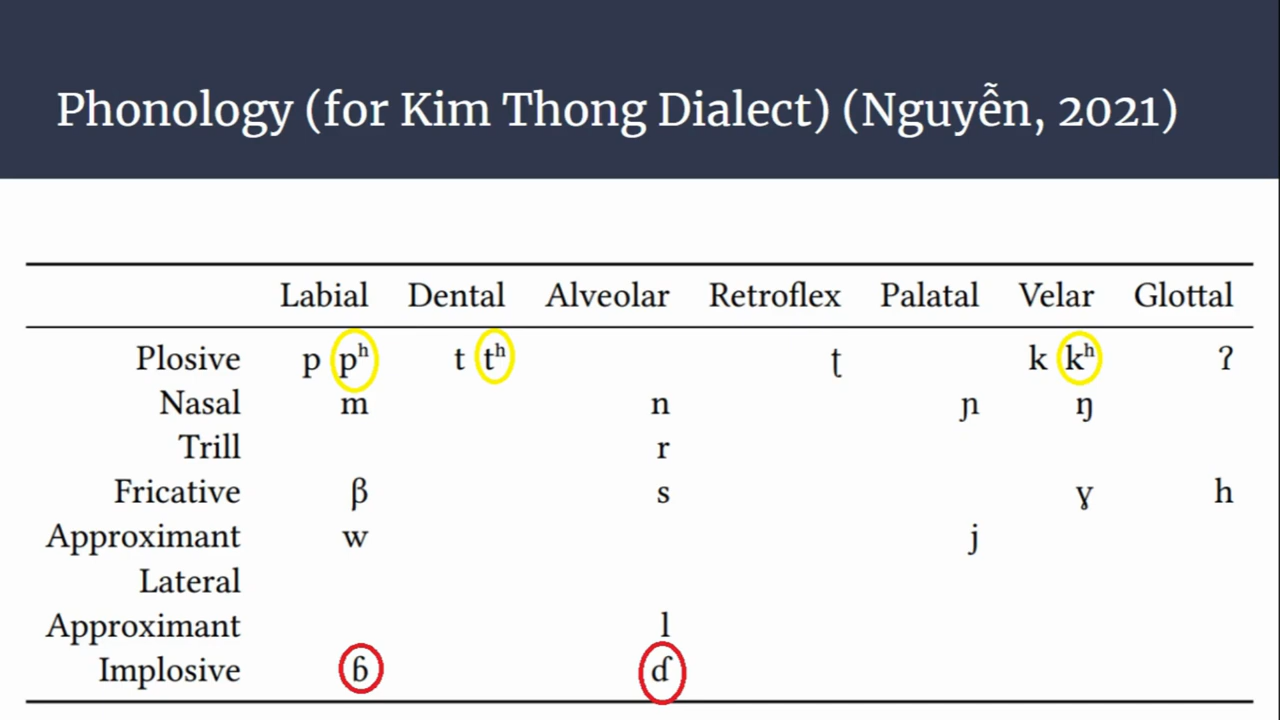 Phonology (for Kim Thong Dialect) (Nguyễn, 2021)
Labial Dental Alveolar Retroflex Palatal Velar Glottal
Plosive p pʰ t tʰ ʈ k kʰ ʔ
Nasal m n ɲ ŋ
Trill r
Fricative β s ɣ h
Approximant w j
Lateral
Approximant l
Implosive ɓ ɗ